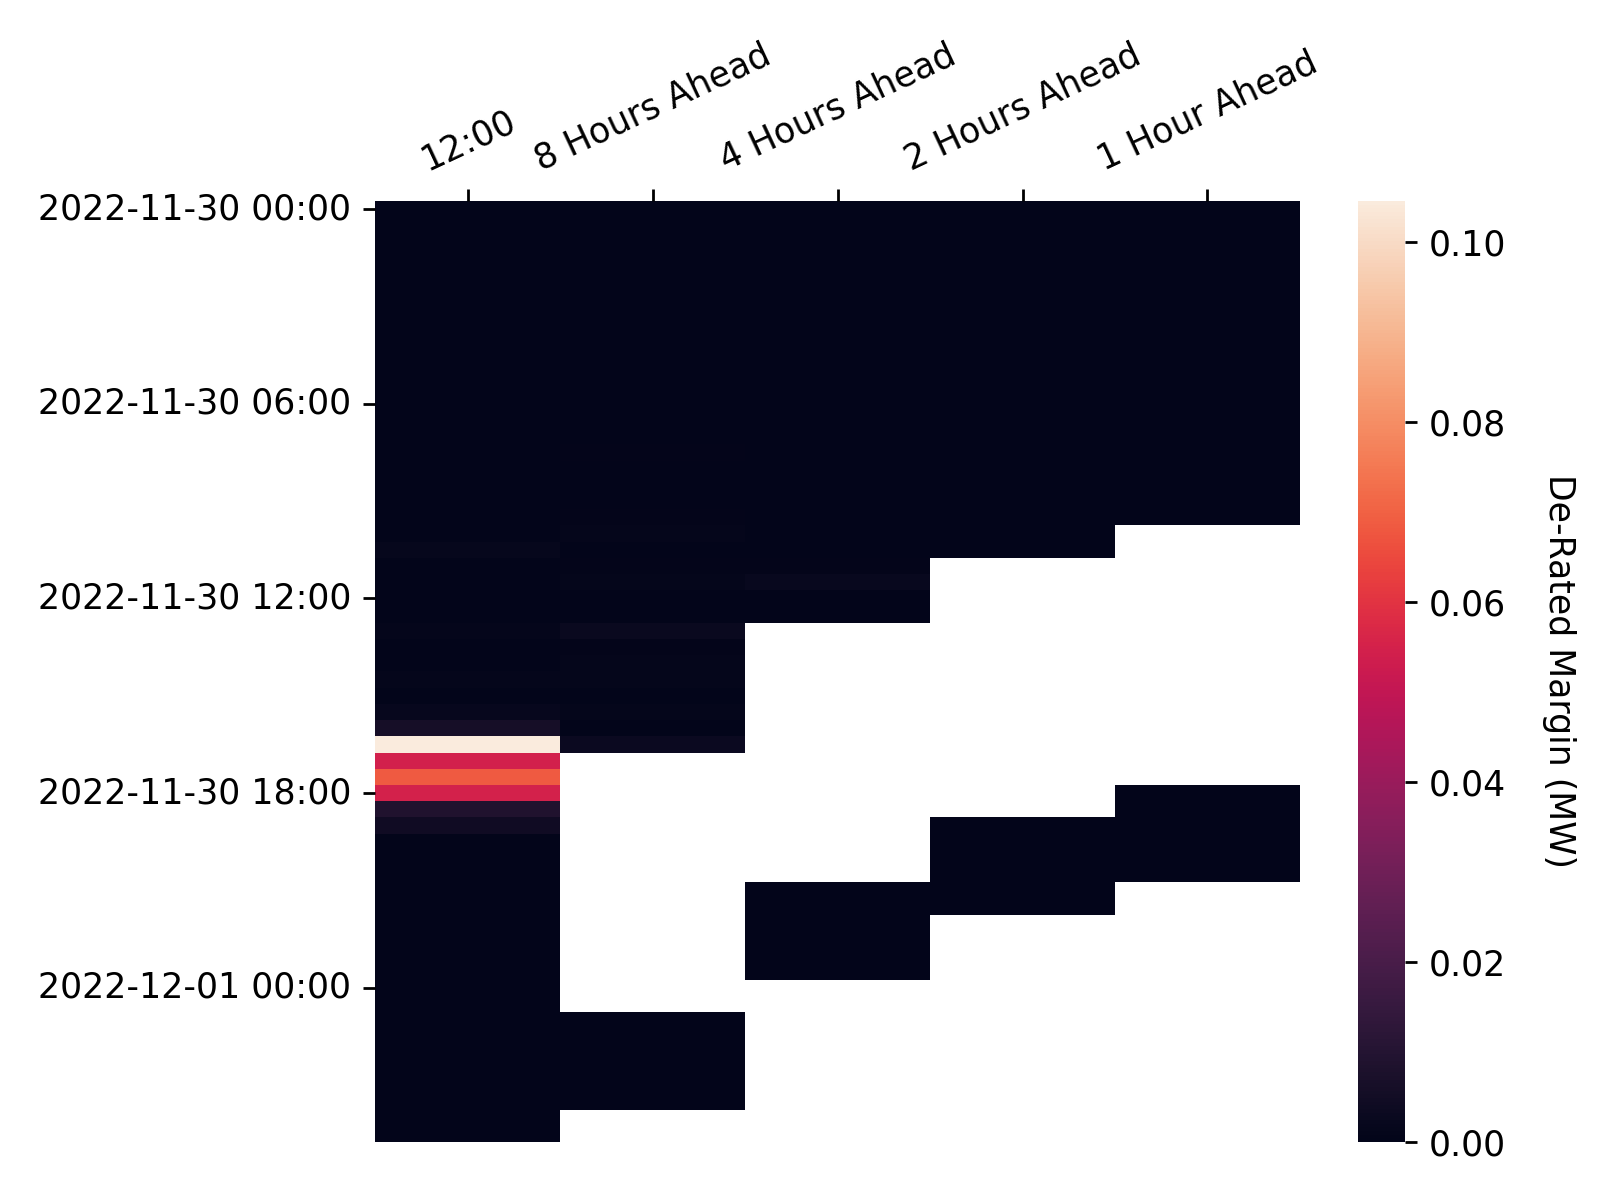 12:00
8 Hours Ahead
4 Hours Ahead
2 Hours Ahead
1 Hour Ahead
2022-11-30 00:00
2022-11-30 06:00
2022-11-30 12:00
2022-11-30 18:00
2022-12-01 00:00
0.10
0.08
0.06
0.04
0.02
0.00
De-Rated Margin (MW)